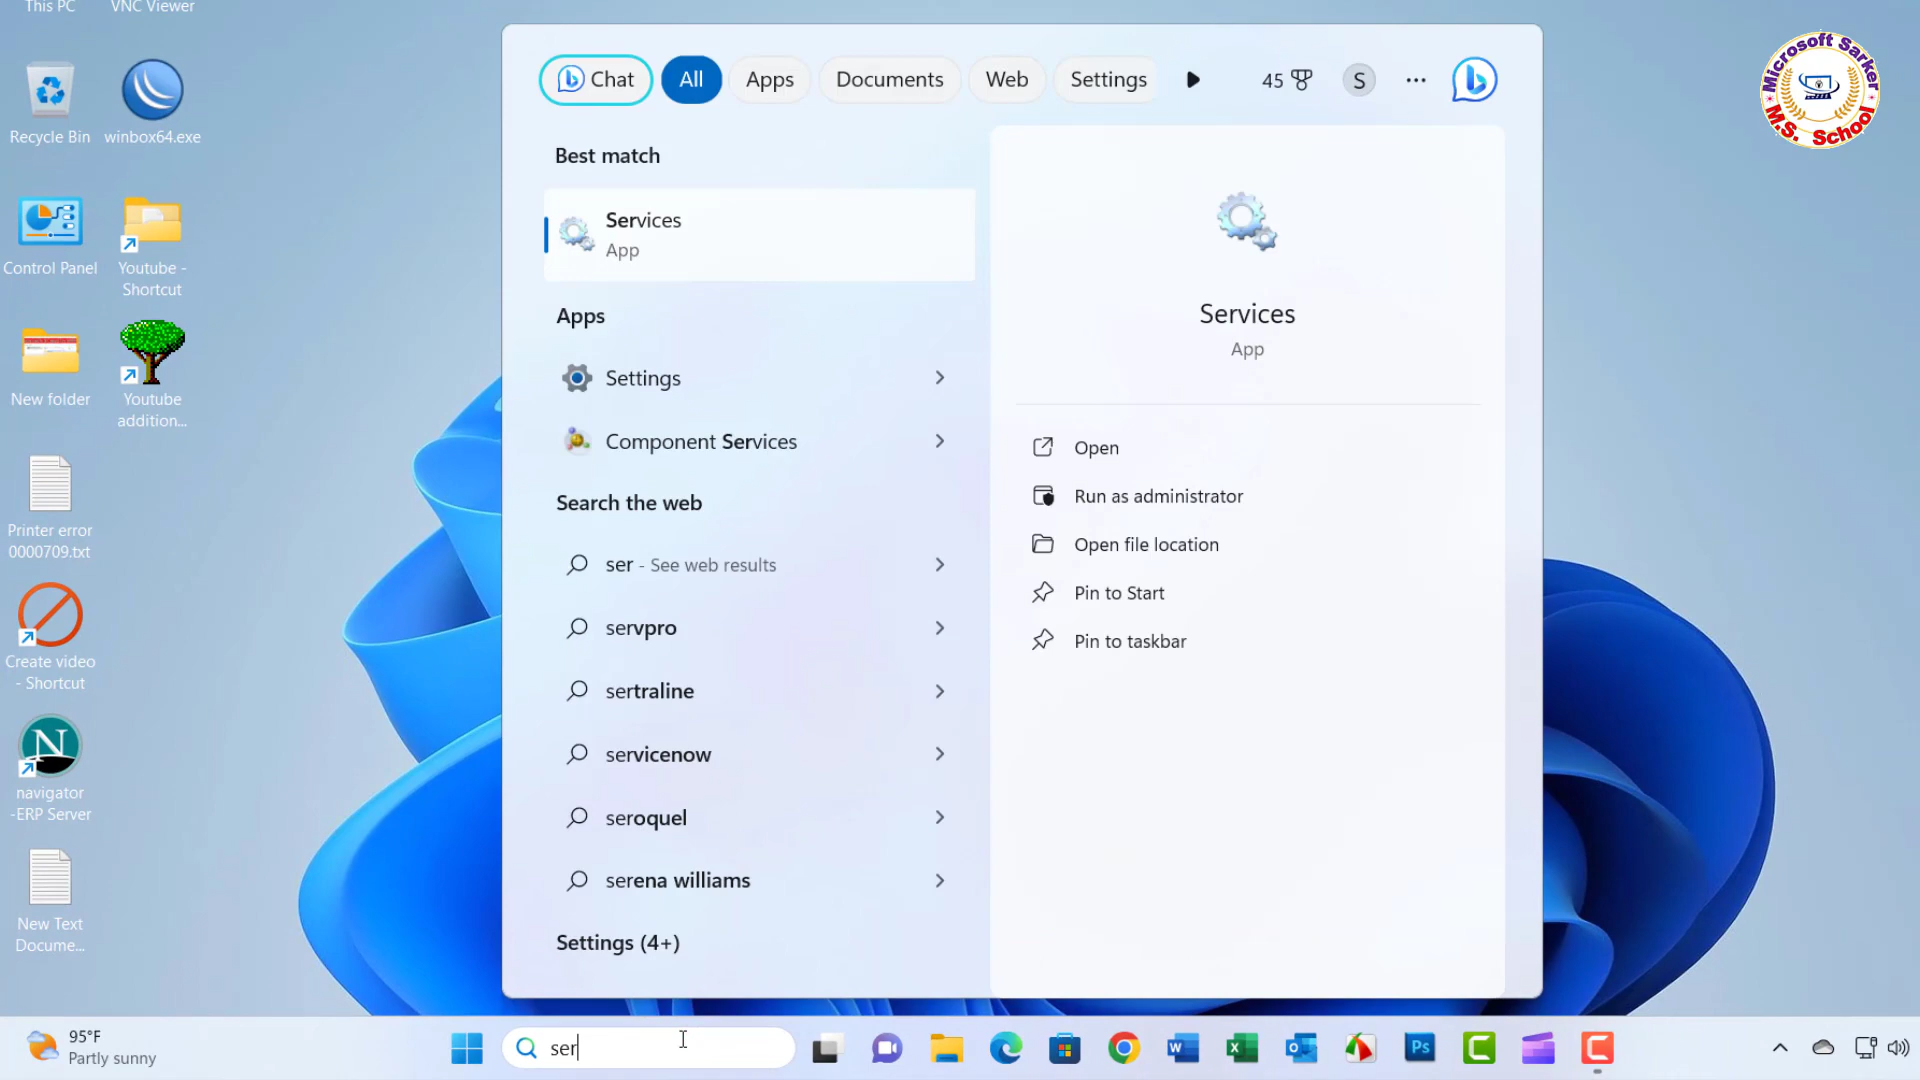 This PC
VNC Viewer
Recycle Bin
winbox64.exe
Control Panel
Youtube -
Shortcut
New folder
Youtube
addition...
Printer error
0000709.txt
Create video
- Shortcut
N
navigator
-ERP Server
New Text
Docume...
Chat
All
Apps
Documents
Web
Settings
45
S
Best match
Services
App
Apps
Settings
Component Services
Search the web
ser - See web results
servpro
sertraline
servicenow
seroquel
serena williams
Settings (4+)
Services
App
Open
Run as administrator
Open file location
Pin to Start
Pin to taskbar
Microsoft Sarker
M.S. School
95°F
Partly sunny
ser
Ps